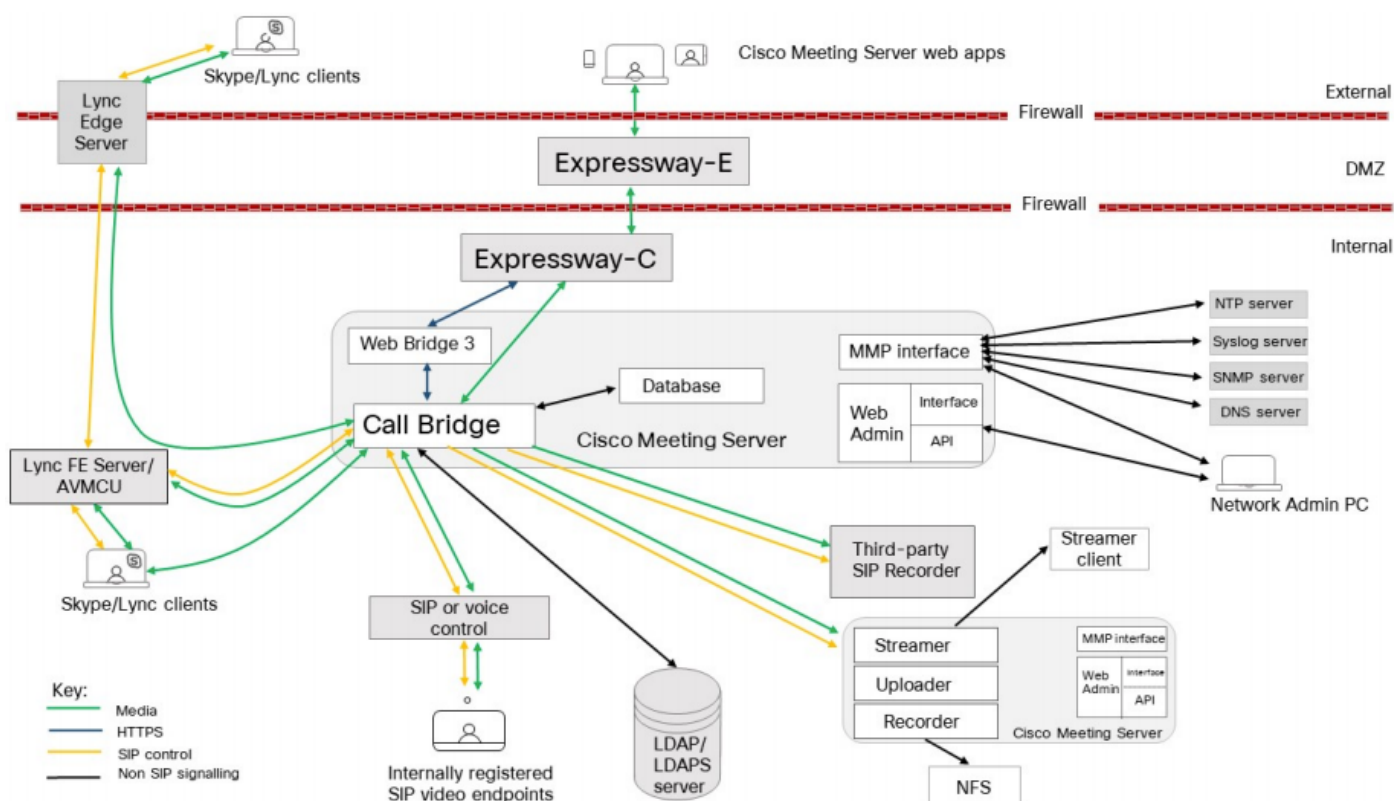 Skype/Lync clients
Cisco Meeting Server web apps
External
Lync
Edge
Server
Firewall
Expressway-E
DMZ
Firewall
Internal
Expressway-C
NTP server
Web Bridge 3
MMP interface
Syslog server
Database
SNMP server
Call Bridge
Web
Admin
Interface
API
DNS server
Cisco Meeting Server
Lync FE Server/
AVMCU
Network Admin PC
Streamer
client
Third-party
SIP Recorder
Skype/Lync clients
SIP or voice
control
Streamer
Uploader
Recorder
MMP interface
Web
Admin
Interface
API
Cisco Meeting Server
Key:
Media
HTTPS
SIP control
Non SIP signalling
Internally registered
SIP video endpoints
LDAP/
LDAPS
server
NFS